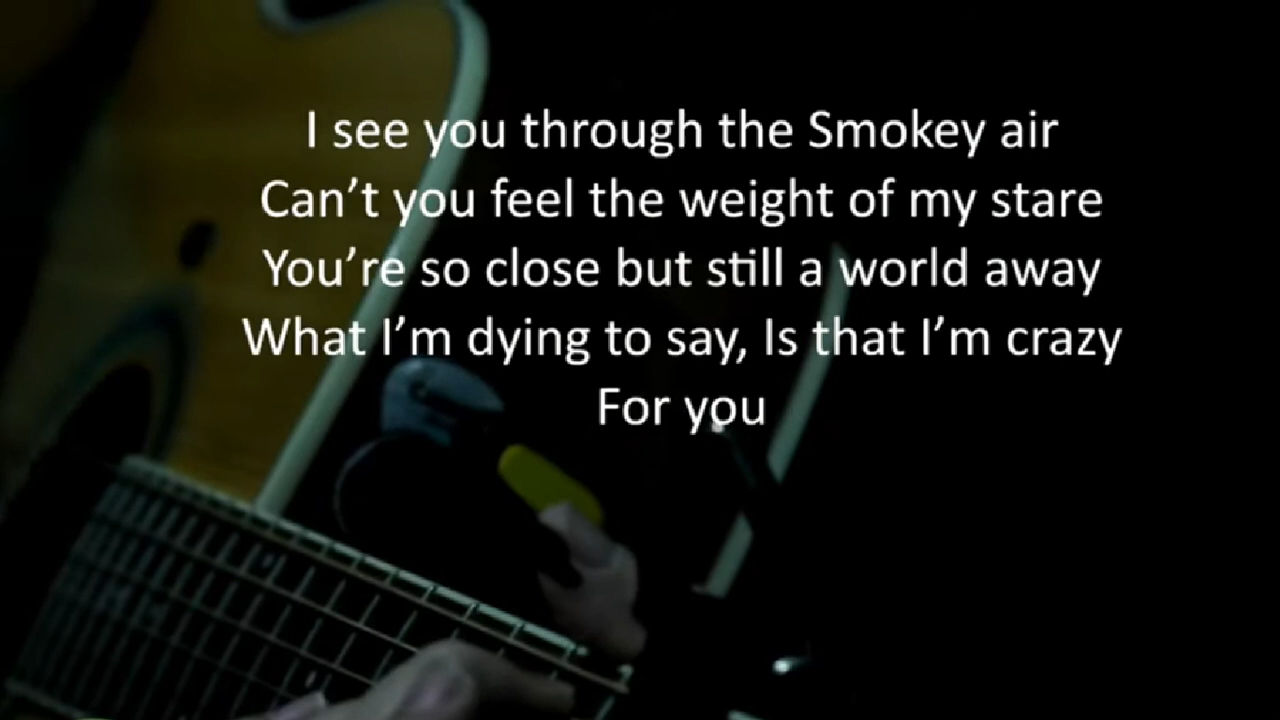 I see you through the Smokey air
Can’t you feel the weight of my stare
You’re so close but still a world away
What I’m dying to say, Is that I’m crazy
For you